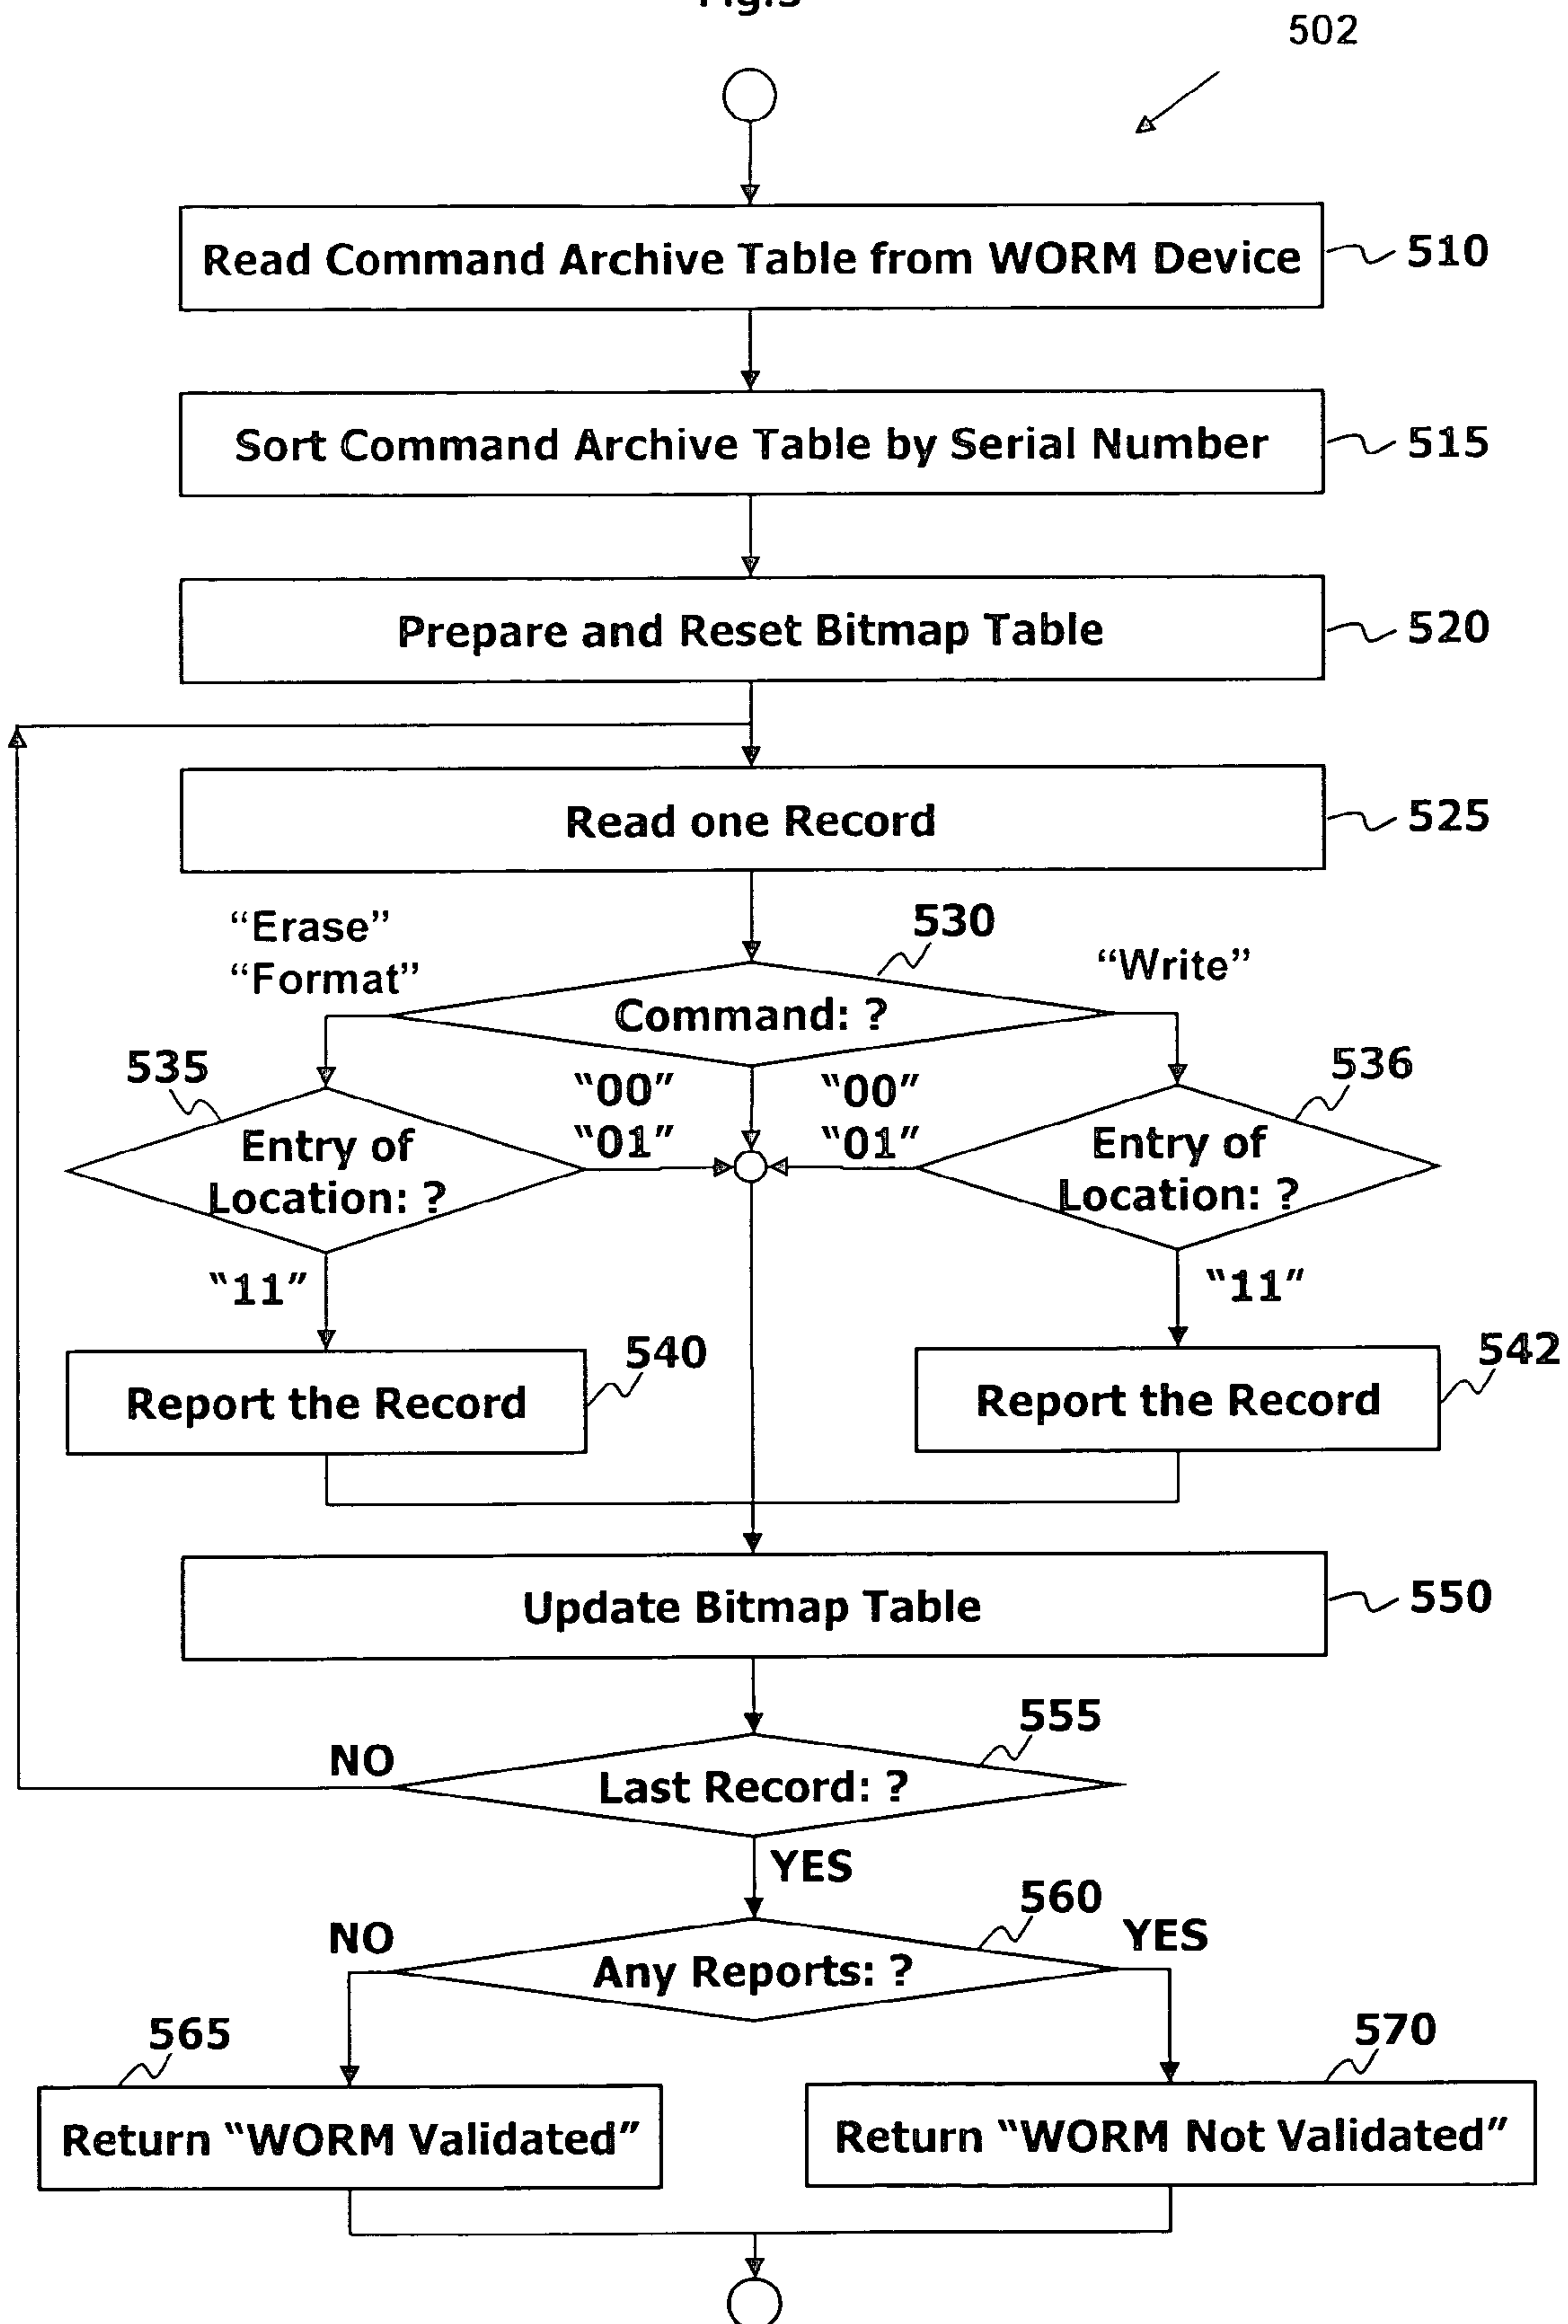 502
Read Command Archive Table from WORM Device
510
Sort Command Archive Table by Serial Number
515
Prepare and Reset Bitmap Table
520
Read one Record
525
“Erase”
“Format”
530
“Write”
Command: ?
535
“00”
“01”
“00”
“01”
536
Entry of
Location: ?
Entry of
Location: ?
“11”
“11”
540
542
Report the Record
Report the Record
Update Bitmap Table
550
555
NO
Last Record: ?
YES
560
NO
YES
Any Reports: ?
565
570
Return “WORM Validated”
Return “WORM Not Validated”